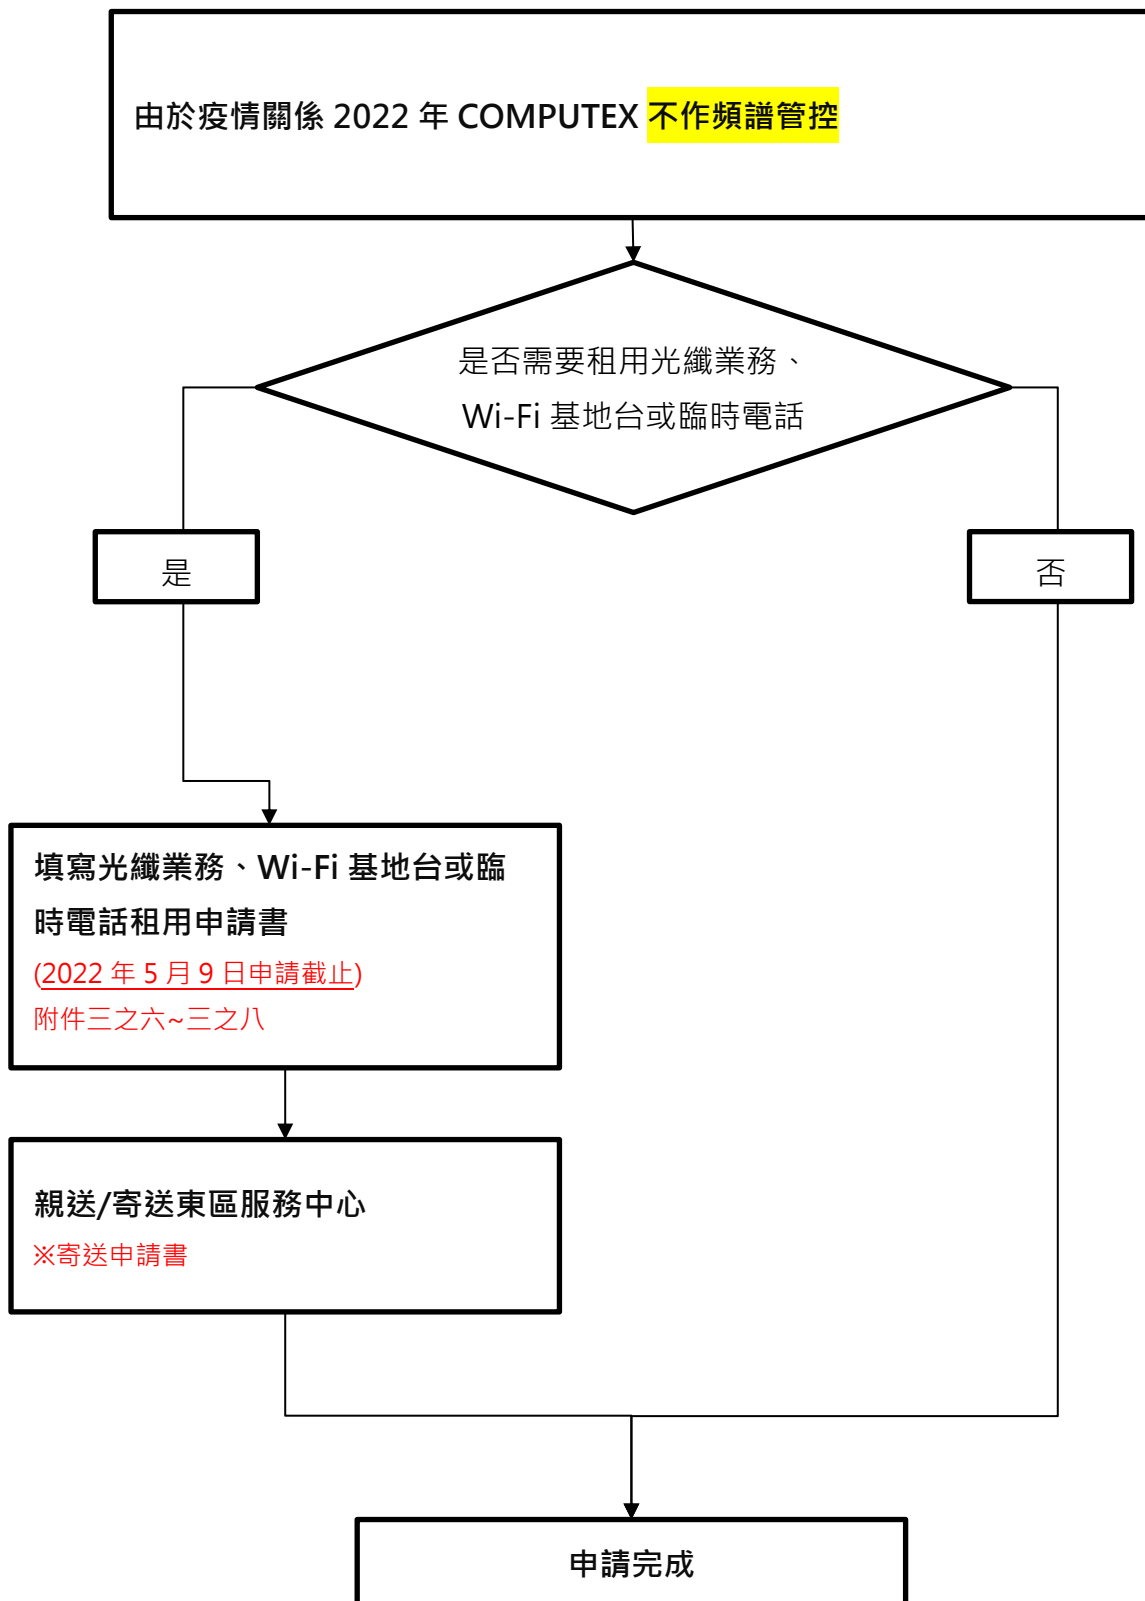 由於疫情關係 2022 年 COMPUTEX 不作頻譜管控
是否需要租用光纖業務、
Wi-Fi 基地台或臨時電話
是
否
填寫光纖業務、Wi-Fi 基地台或臨
時電話租用申請書
(2022 年 5 月 9 日申請截止)
附件三之六~三之八
親送/寄送東區服務中心
※寄送申請書
申請完成